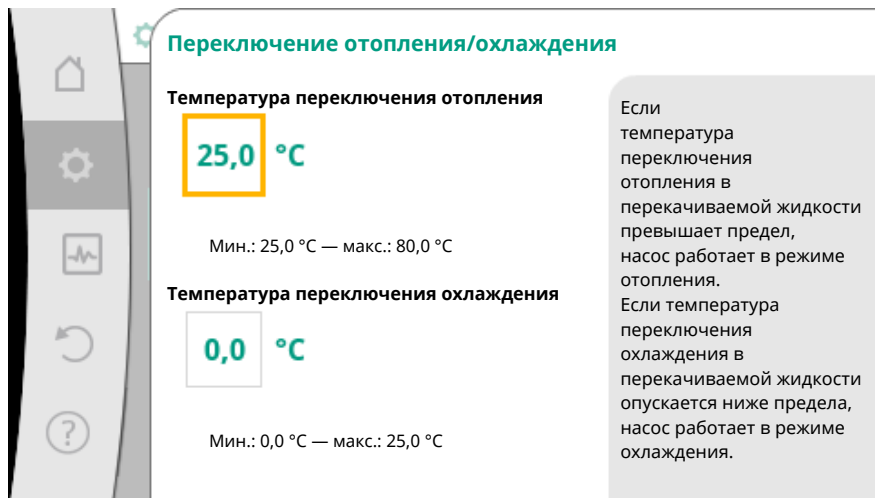 Переключение отопления/охлаждения
Температура переключения отопления
25,0 °C
Мин.: 25,0 °C — макс.: 80,0 °C
Температура переключения охлаждения
0,0 °C
Мин.: 0,0 °C — макс.: 25,0 °C
Если
температура
переключения
отопления в
перекачиваемой жидкости
превышает предел,
насос работает в режиме
отопления.
Если температура
переключения
охлаждения в
перекачиваемой жидкости
опускается ниже предела,
насос работает в режиме
охлаждения.
?